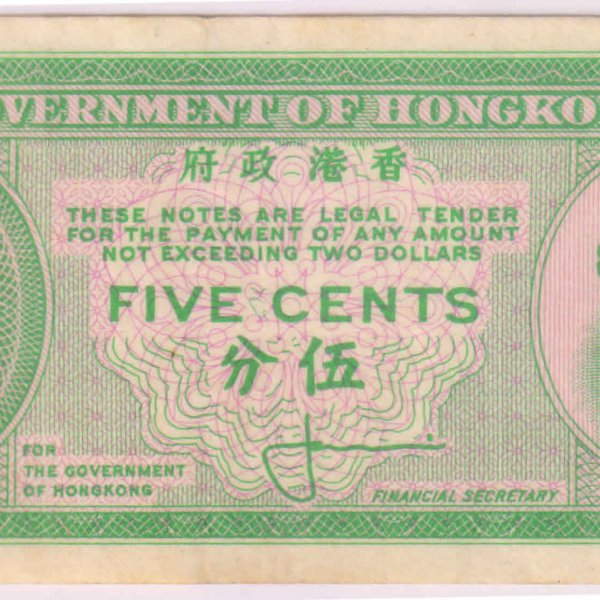 OVERNMENT OF HONGKO
香港政府
THESE NOTES ARE LEGAL TENDER
FOR THE PAYMENT OF ANY AMOUNT
NOT EXCEEDING TWO DOLLARS
FIVE CENTS
伍分
FOR
THE GOVERNMENT
OF HONGKONG
FINANCIAL SECRETARY